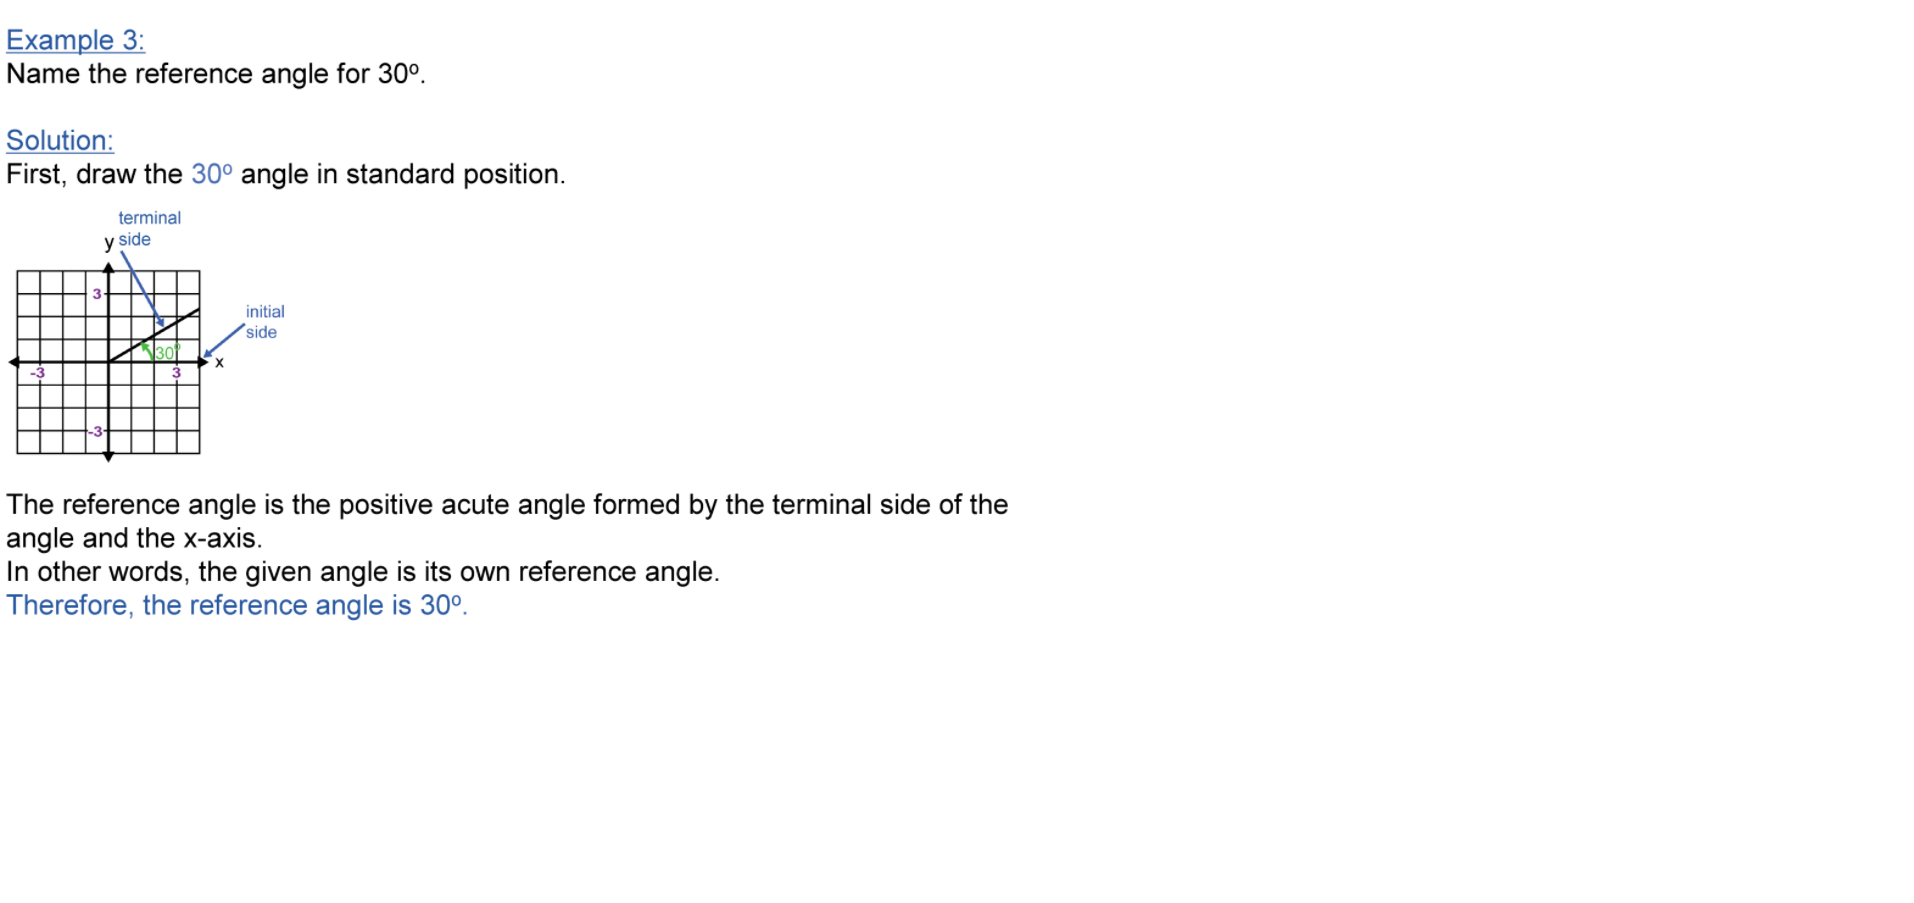 Example 3:
Name the reference angle for 30º.
Solution:
First, draw the 30º angle in standard position.
terminal
side
y
3
initial
side
30º
x
-3
3
-3
The reference angle is the positive acute angle formed by the terminal side of the
angle and the x-axis.
In other words, the given angle is its own reference angle.
Therefore, the reference angle is 30º.